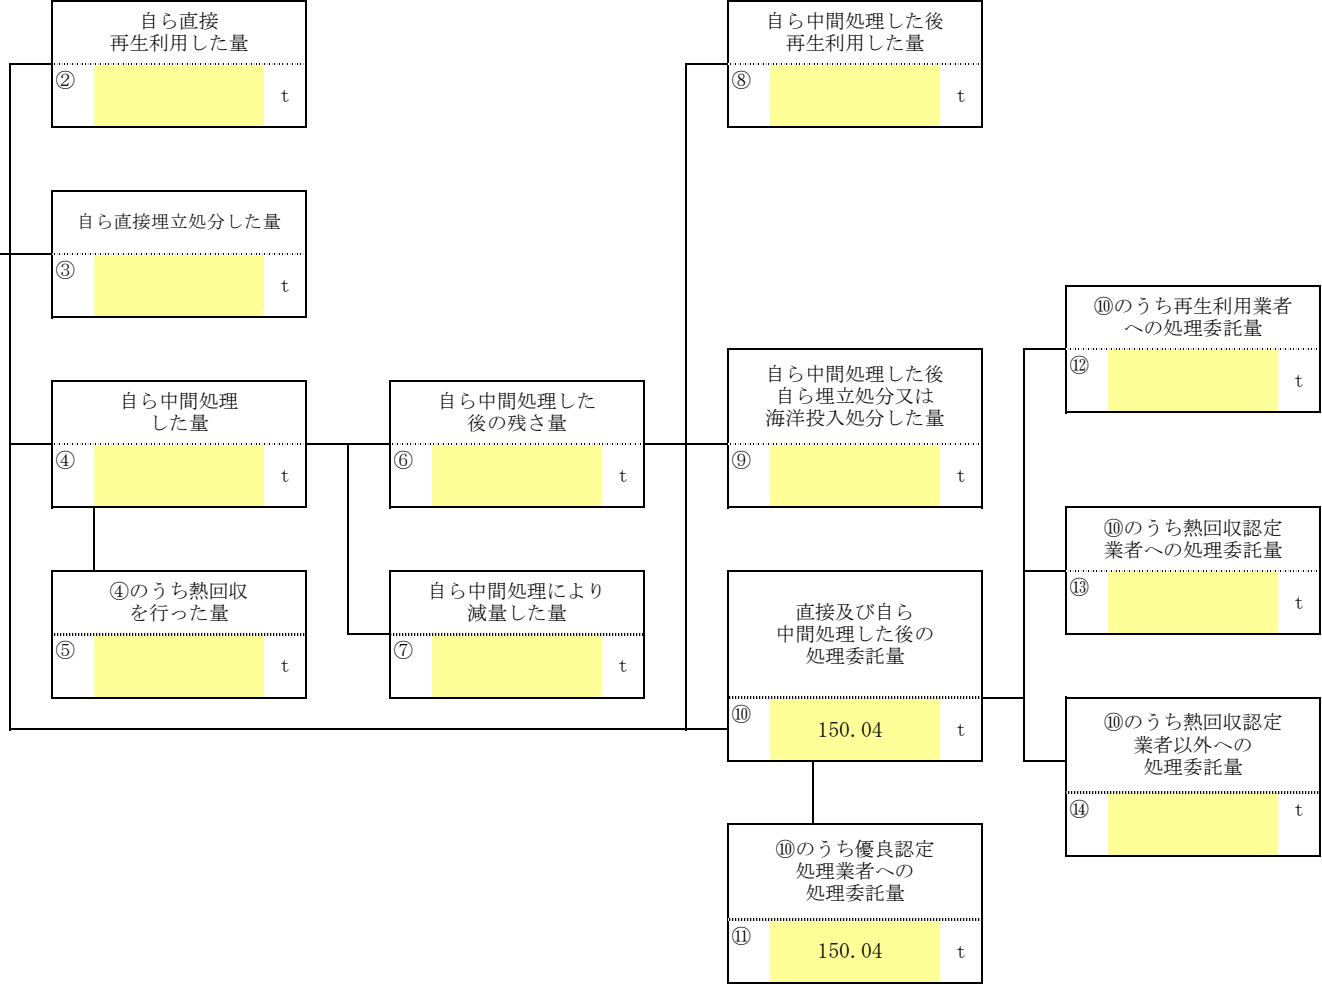 自ら直接
再生利用した量
②
t
自ら中間処理した後
再生利用した量
⑧
t
自ら直接埋立処分した量
③
t
⑩のうち再生利用業者
への処理委託量
⑫
t
自ら中間処理した後
自ら埋立処分又は
海洋投入処分した量
⑨
t
自ら中間処理
した量
④
t
自ら中間処理した
後の残さ量
⑥
t
⑩のうち熱回収認定
業者への処理委託量
⑬
t
④のうち熱回収
を行った量
⑤
t
自ら中間処理により
減量した量
⑦
t
直接及び自ら
中間処理した後の
処理委託量
⑩ 150.04 t
⑩のうち熱回収認定
業者以外への
処理委託量
⑭
t
⑩のうち優良認定
処理業者への
処理委託量
⑪ 150.04 t